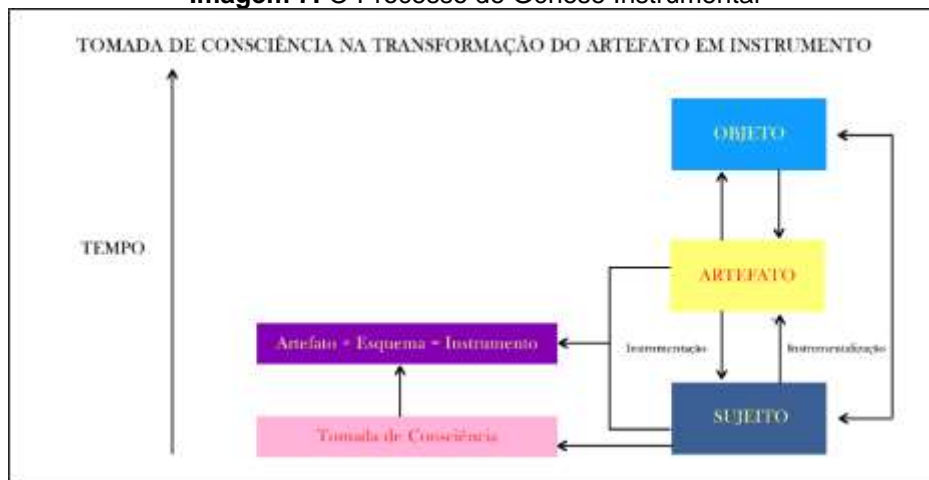 Imagem 7: O Processo de Gênese Instrumental
TOMADA DE CONSCIÊNCIA NA TRANSFORMAÇÃO DO ARTEFATO EM INSTRUMENTO
OBJETO
TEMPO
ARTEFATO
Artefato + Esquema = Instrumento
Instrumentação
Instrumentalização
SUJEITO
Tomada de Consciência